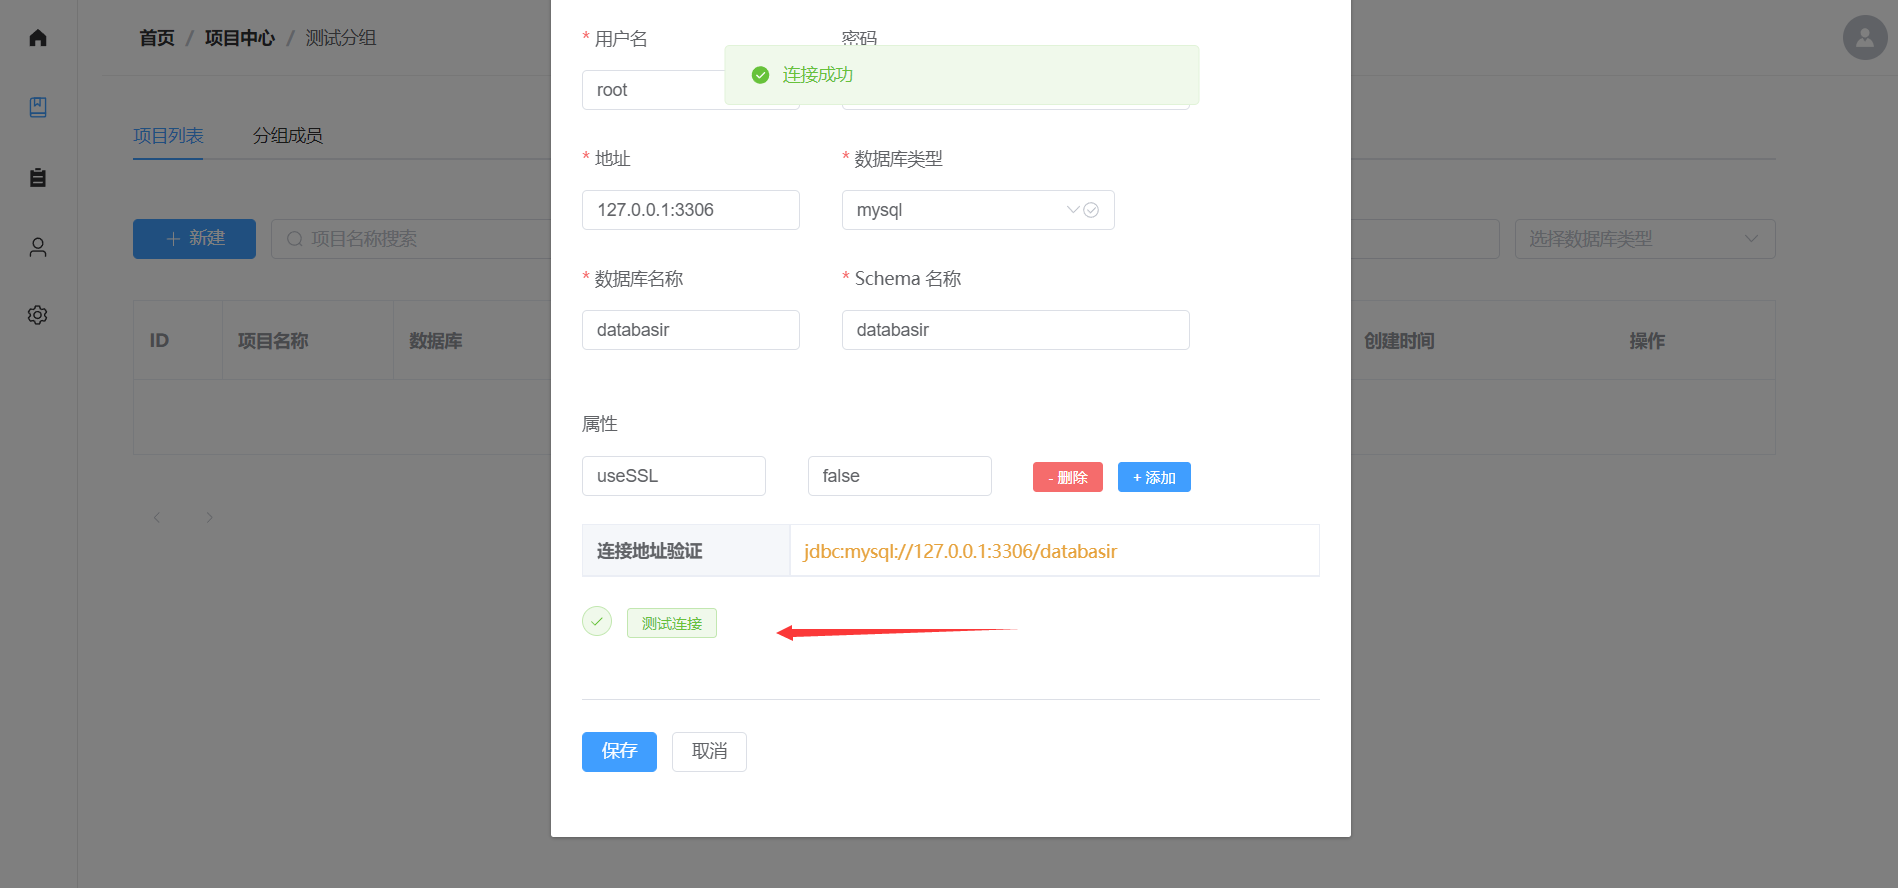 首页 / 项目中心 / 测试分组
项目列表
分组成员
新建
项目名称搜索
选择数据库类型
ID
项目名称
数据库
创建时间
操作
* 用户名
密码
连接成功
root
* 地址
* 数据库类型
127.0.0.1:3306
mysql
* 数据库名称
* Schema 名称
databasir
databasir
属性
useSSL
false
- 删除
+ 添加
连接地址验证
jdbc:mysql://127.0.0.1:3306/databasir
测试连接
保存
取消